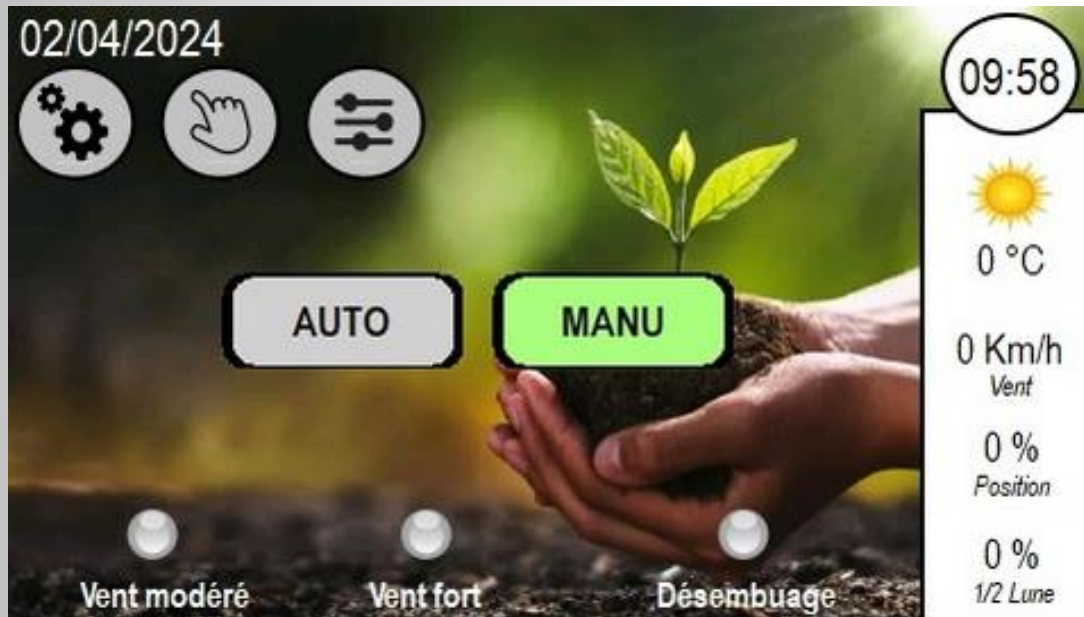 02/04/2024
09:58
0 °C
AUTO
MANU
0 Km/h
Vent
0 %
Position
0 %
1/2 Lune
Vent modéré
Vent fort
Désembuage